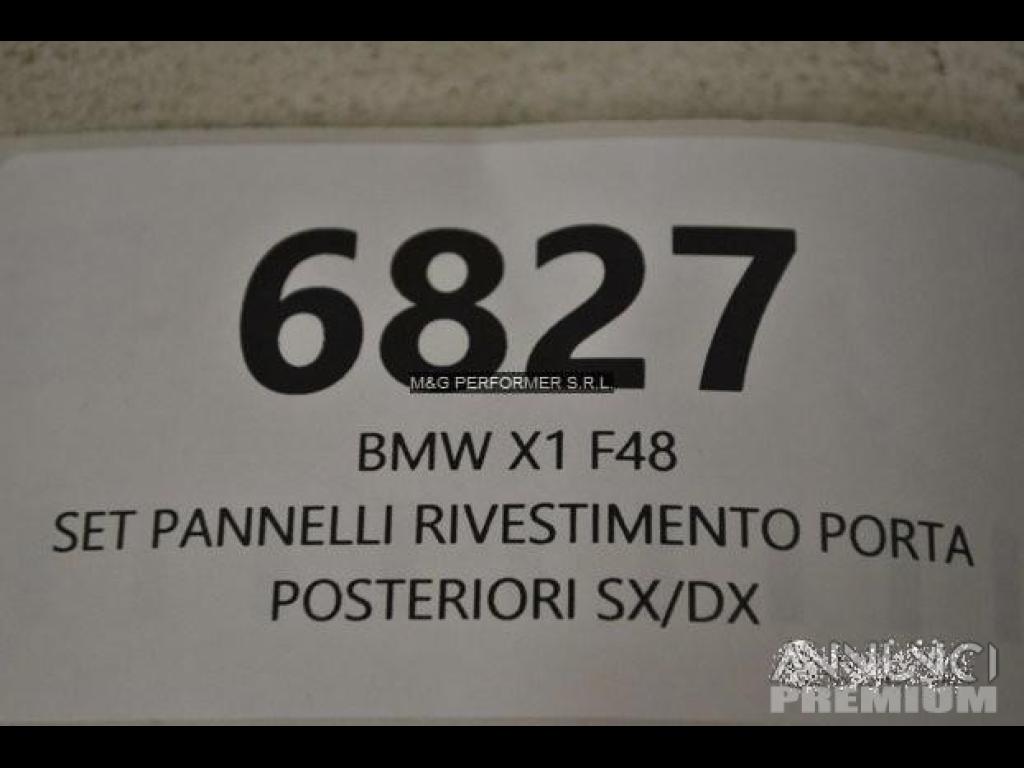 6827
M&G PERFORMER S.R.L.
BMW X1 F48
SET PANNELLI RIVESTIMENTO PORTA
POSTERIORI SX/DX
ANNUNCI
PREMIUM